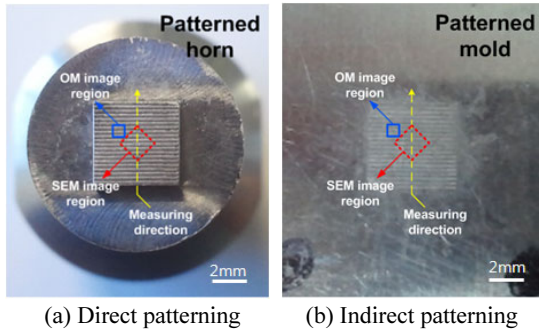 Patterned
horn
OM image
region
SEM image
region
Measuring
direction
2mm
(a) Direct patterning
Patterned
mold
OM image
region
SEM image
region
Measuring
direction
2mm
(b) Indirect patterning